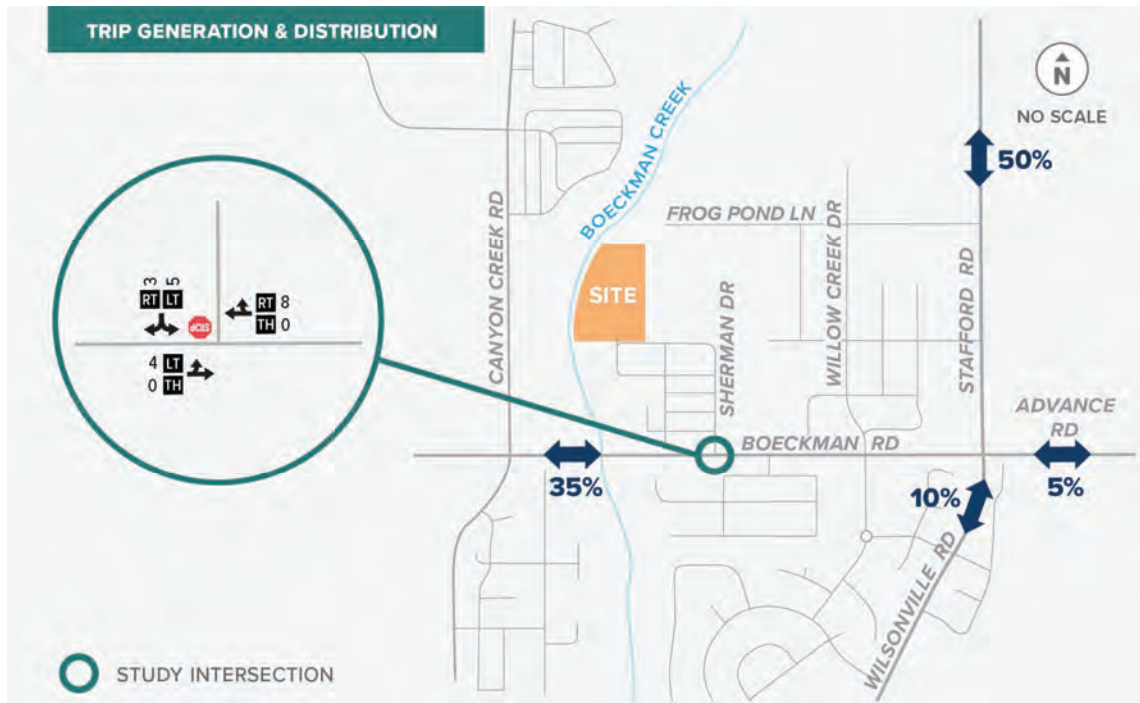 TRIP GENERATION & DISTRIBUTION
N
NO SCALE
BOECKMAN CREEK
50%
CANYON CREEK RD
FROG POND LN
WILLOW CREEK DR
STAFFORD RD
SITE
SHERMAN DR
3 5
RT LT
STOP
RT 8
TH 0
4 LT
0 TH
ADVANCE
RD
BOECKMAN RD
35%
10%
5%
WILSONVILLE RD
STUDY INTERSECTION